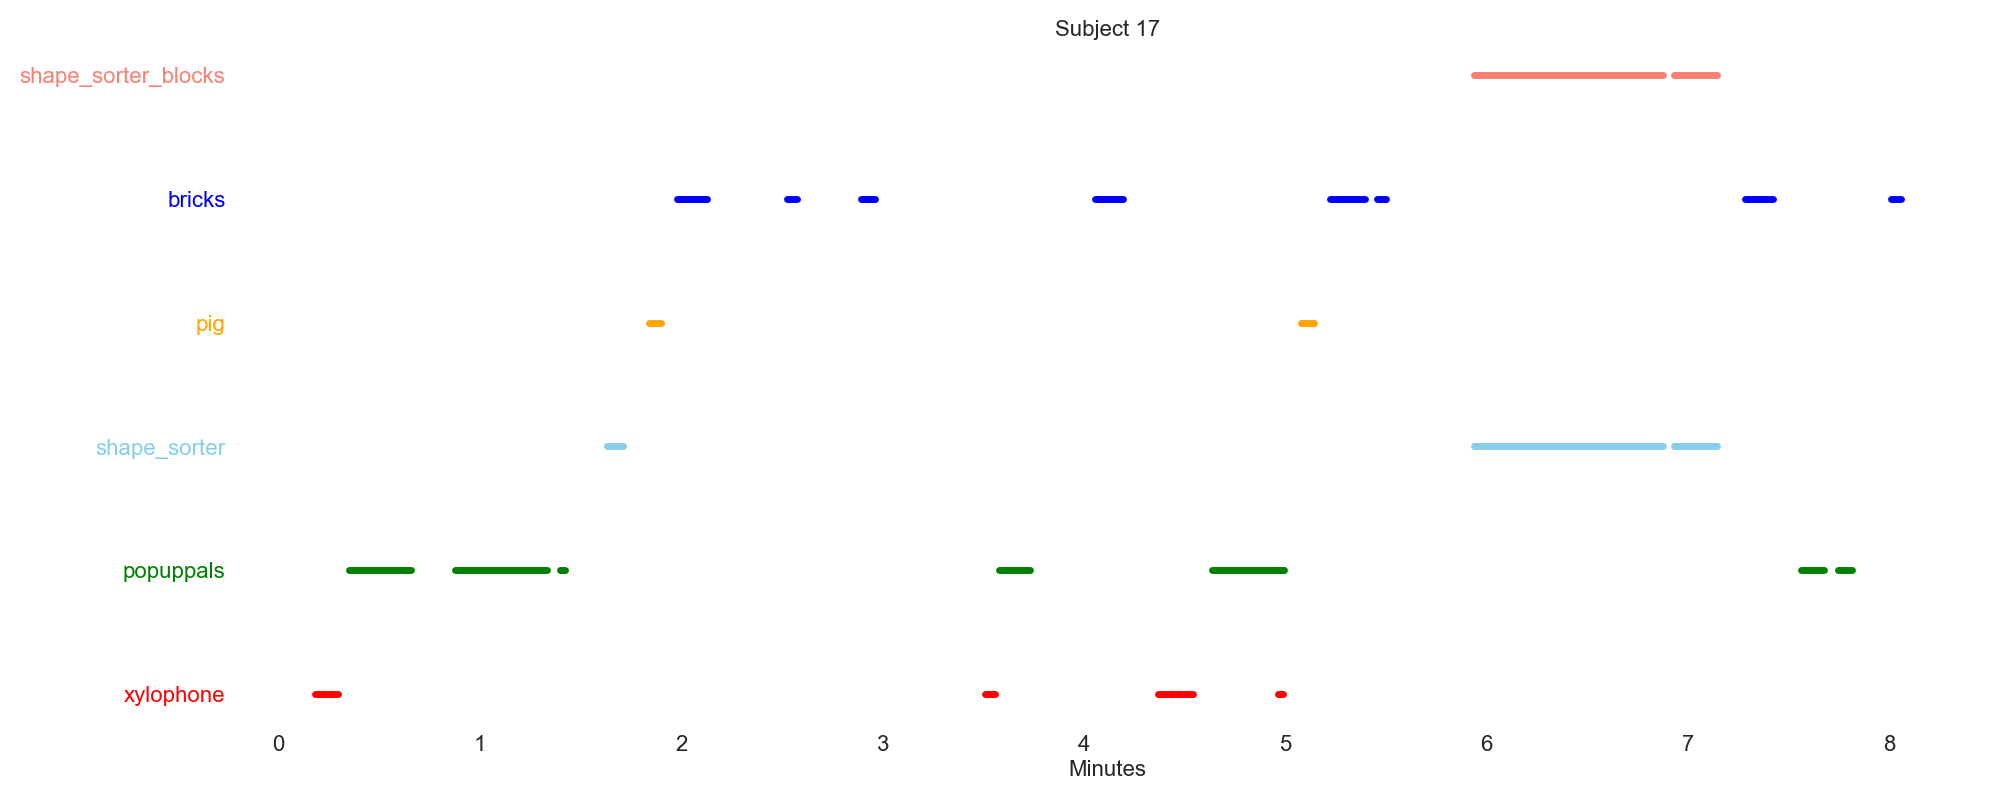 Subject 17
shape_sorter_blocks
bricks
pig
shape_sorter
popuppals
xylophone
0 1 2 3 4 5 6 7 8
Minutes